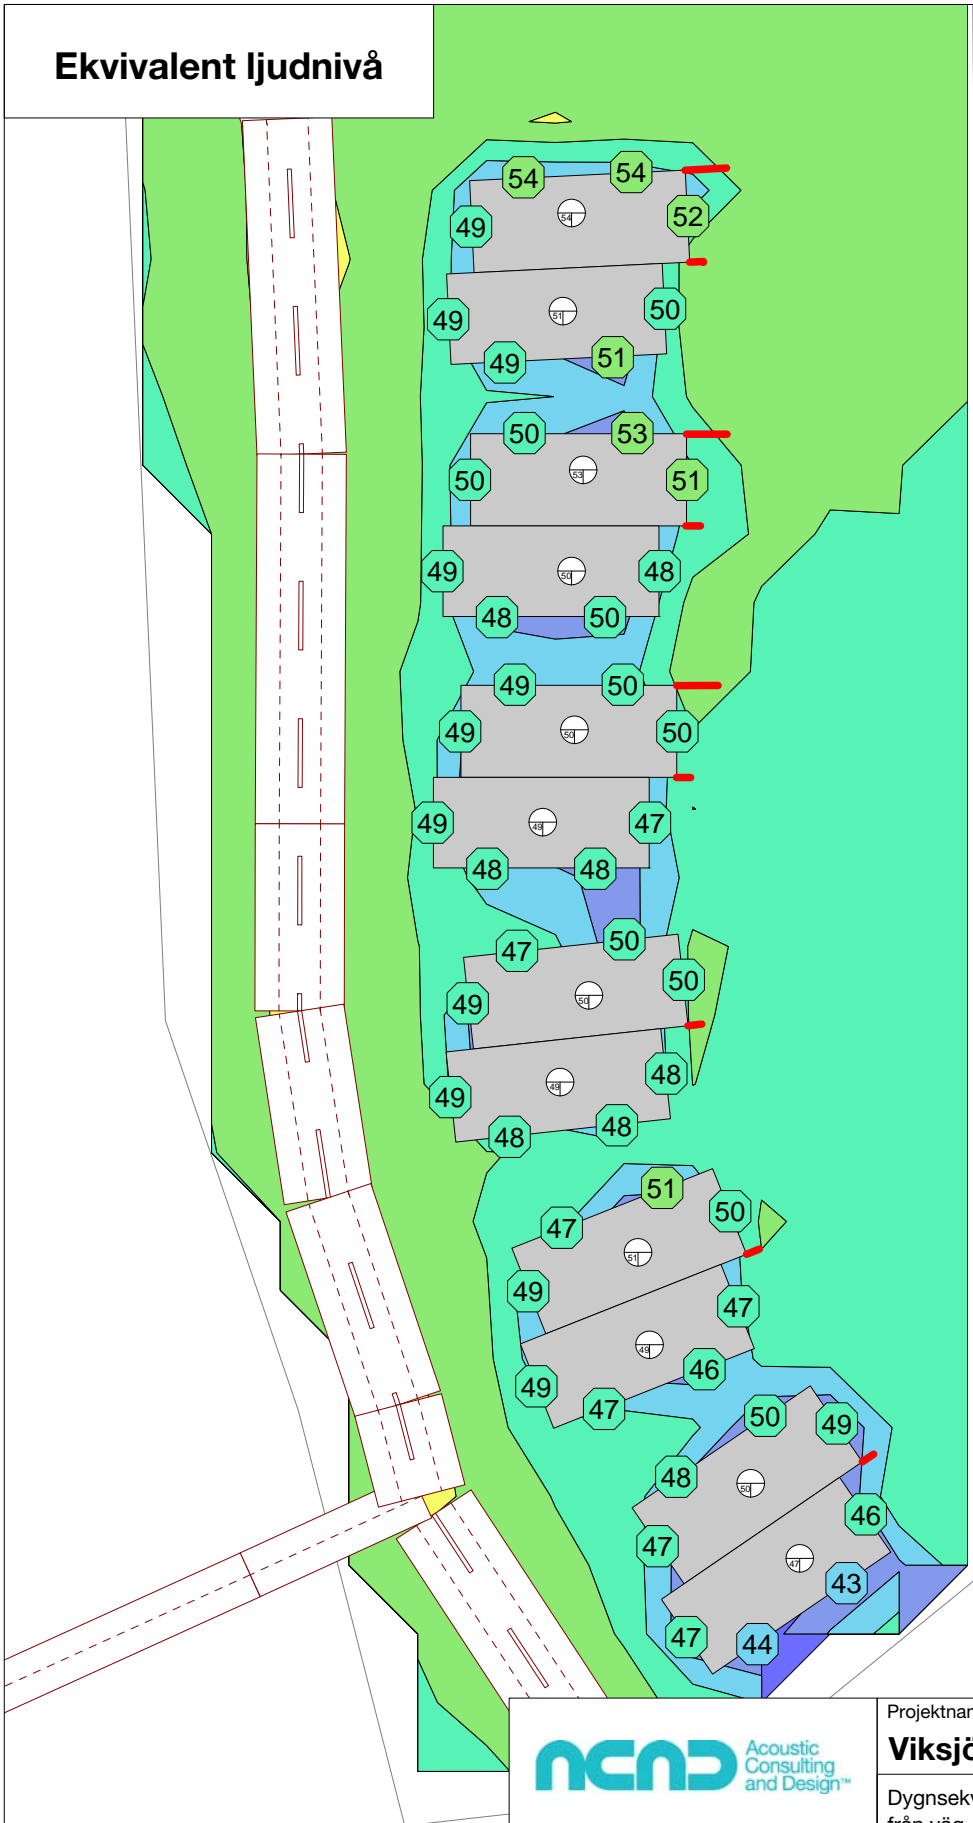 Ekvivalent ljudnivå
54 54
54
49 52
49 51 50
49 51
50 53
50 53 51
49 50 48
48 50
49 50
49 50 50
49 49 47
48 48
47 50
49 50 50
49 49 48
48 48
51
47 51 50
49
49 47
49 46
47
50 49
48 50
47 46
47 43
47 44
Acoustic
Consulting
and Design™
Projektnar
Viksjö
Dygnsekv
från väg